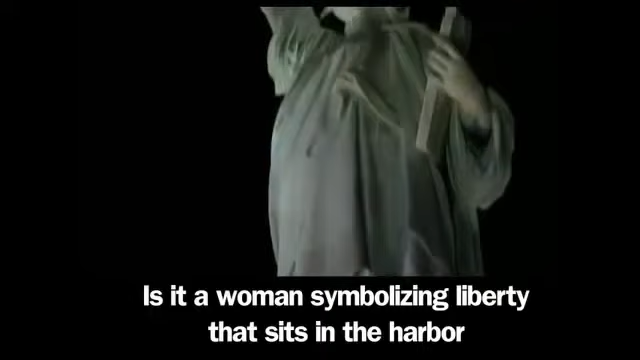 Is it a woman symbolizing liberty
that sits in the harbor